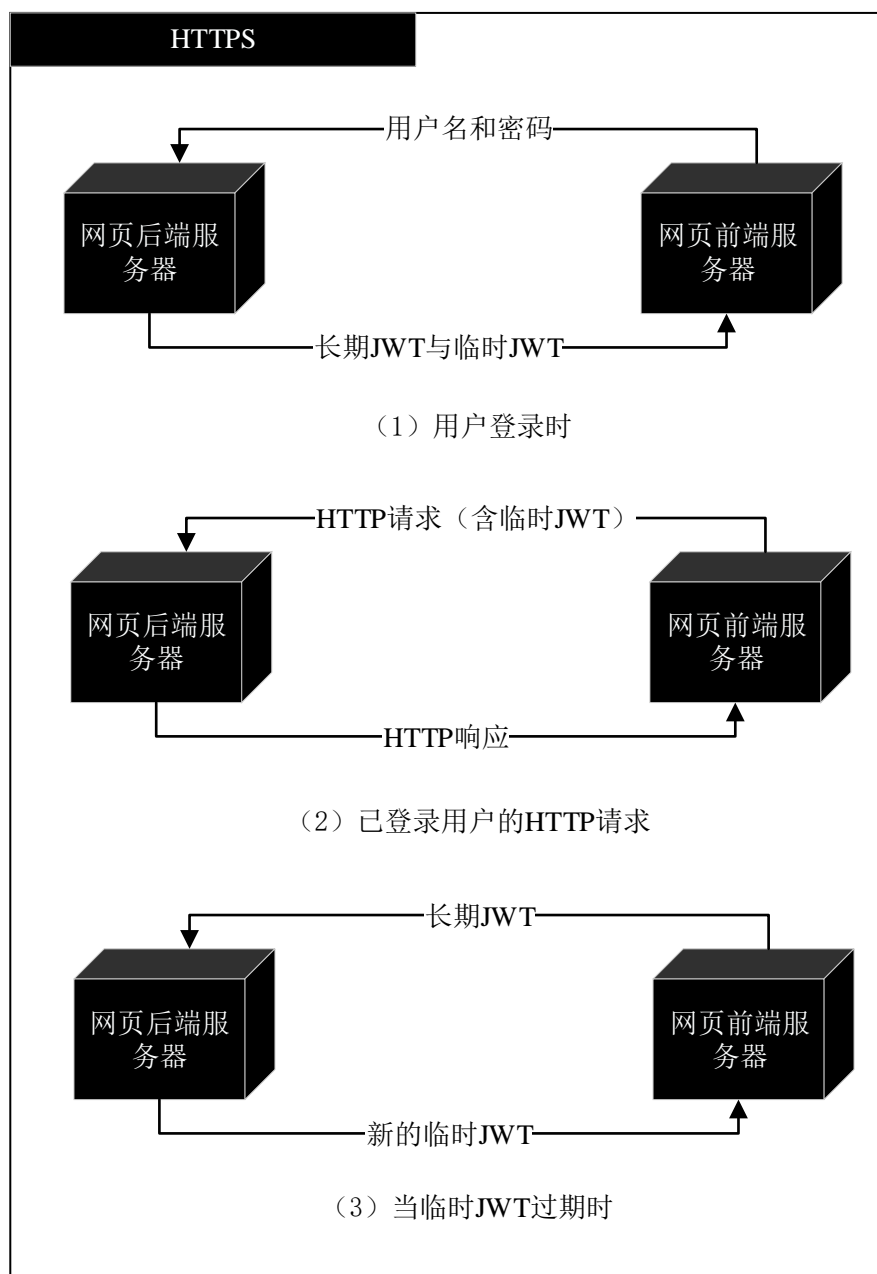 HTTPS
用户名和密码
网页后端服
务器
网页前端服
务器
长期JWT与临时JWT
（1）用户登录时
HTTP请求（含临时JWT）
网页后端服
务器
网页前端服
务器
HTTP响应
（2）已登录用户的HTTP请求
长期JWT
网页后端服
务器
网页前端服
务器
新的临时JWT
（3）当临时JWT过期时